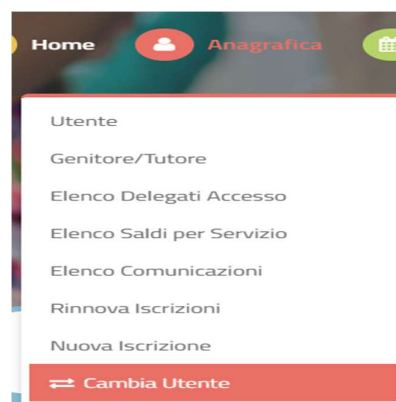 Home
Anagrafica
Utente
Genitore/Tutore
Elenco Delegati Accesso
Elenco Saldi per Servizio
Elenco Comunicazioni
Rinnova Iscrizioni
Nuova Iscrizione
Cambia Utente